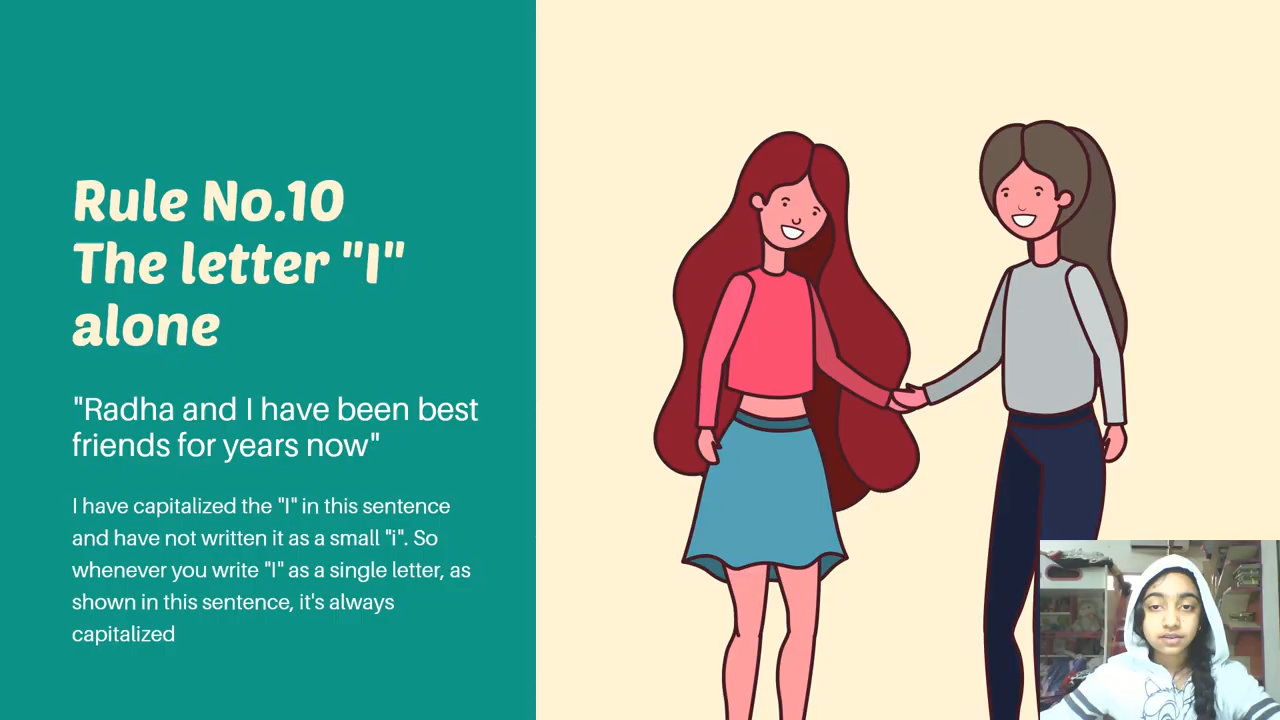 Rule No.10
The letter "I"
alone
"Radha and I have been best
friends for years now"
I have capitalized the "I" in this sentence
and have not written it as a small "i". So
whenever you write "I" as a single letter, as
shown in this sentence, it's always
capitalized